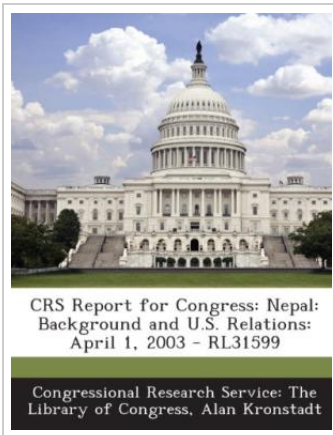 CRS Report for Congress: Nepal:
Background and U.S. Relations:
April 1, 2003 - RL31599
Congressional Research Service: The
Library of Congress, Alan Kronstadt